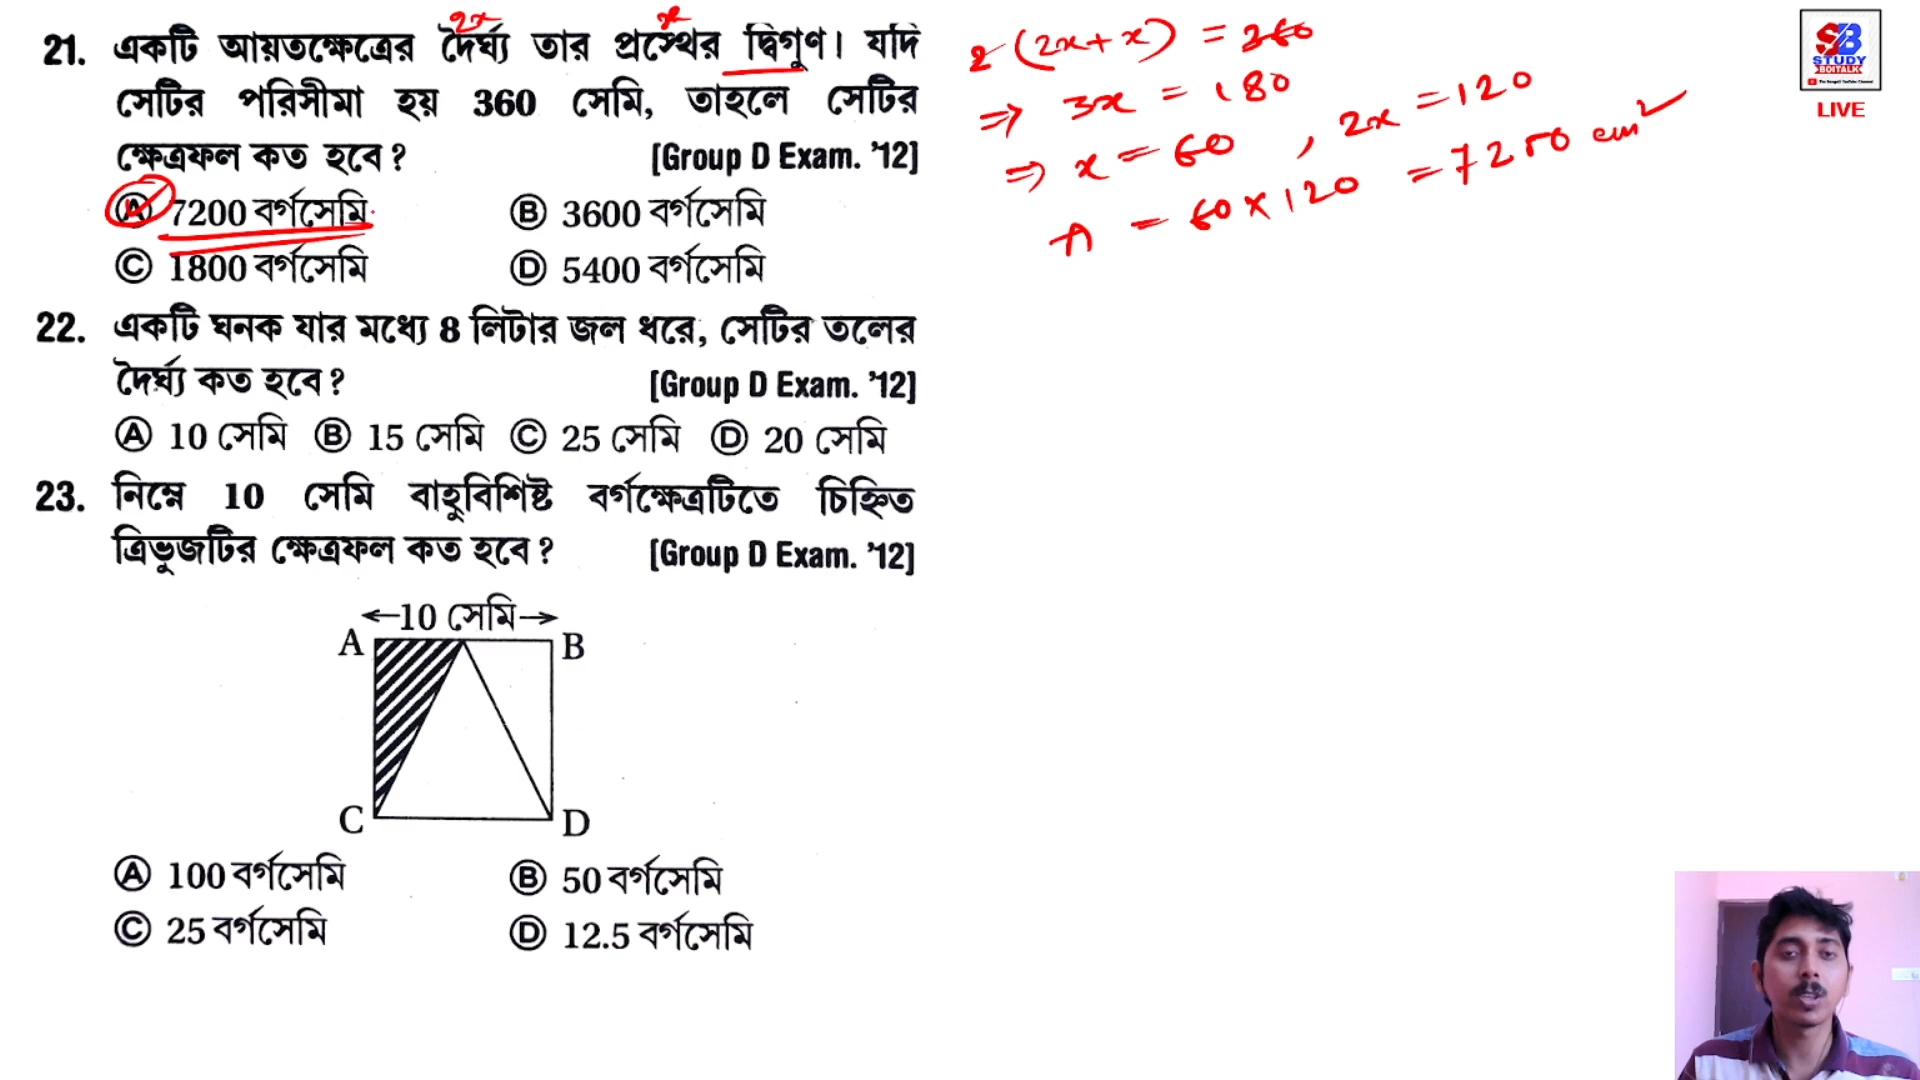 2x
x
21. একটি আয়তক্ষেত্রের দৈর্ঘ্য তার প্রস্থের দ্বিগুণ। যদি
সেটির পরিসীমা হয় 360 সেমি, তাহলে সেটির
ক্ষেত্রফল কত হবে? [Group D Exam. '12]
Ⓐ 7200 বর্গসেমি Ⓑ 3600 বর্গসেমি
Ⓒ 1800 বর্গসেমি Ⓓ 5400 বর্গসেমি
2(2x+x) = 360
⇒ 3x = 180
⇒ x = 60 , 2x = 120
A = 60 x 120 = 7200 cm²
22. একটি ঘনক যার মধ্যে 8 লিটার জল ধরে, সেটির তলের
দৈর্ঘ্য কত হবে? [Group D Exam. '12]
Ⓐ 10 সেমি Ⓑ 15 সেমি Ⓒ 25 সেমি Ⓓ 20 সেমি
23. নিম্নে 10 সেমি বাহুবিশিষ্ট বর্গক্ষেত্রটিতে চিহ্নিত
ত্রিভুজটির ক্ষেত্রফল কত হবে? [Group D Exam. '12]
←10 সেমি→
A B
C D
Ⓐ 100 বর্গসেমি Ⓑ 50 বর্গসেমি
Ⓒ 25 বর্গসেমি Ⓓ 12.5 বর্গসেমি
SB
STUDY
BOITALK
LIVE